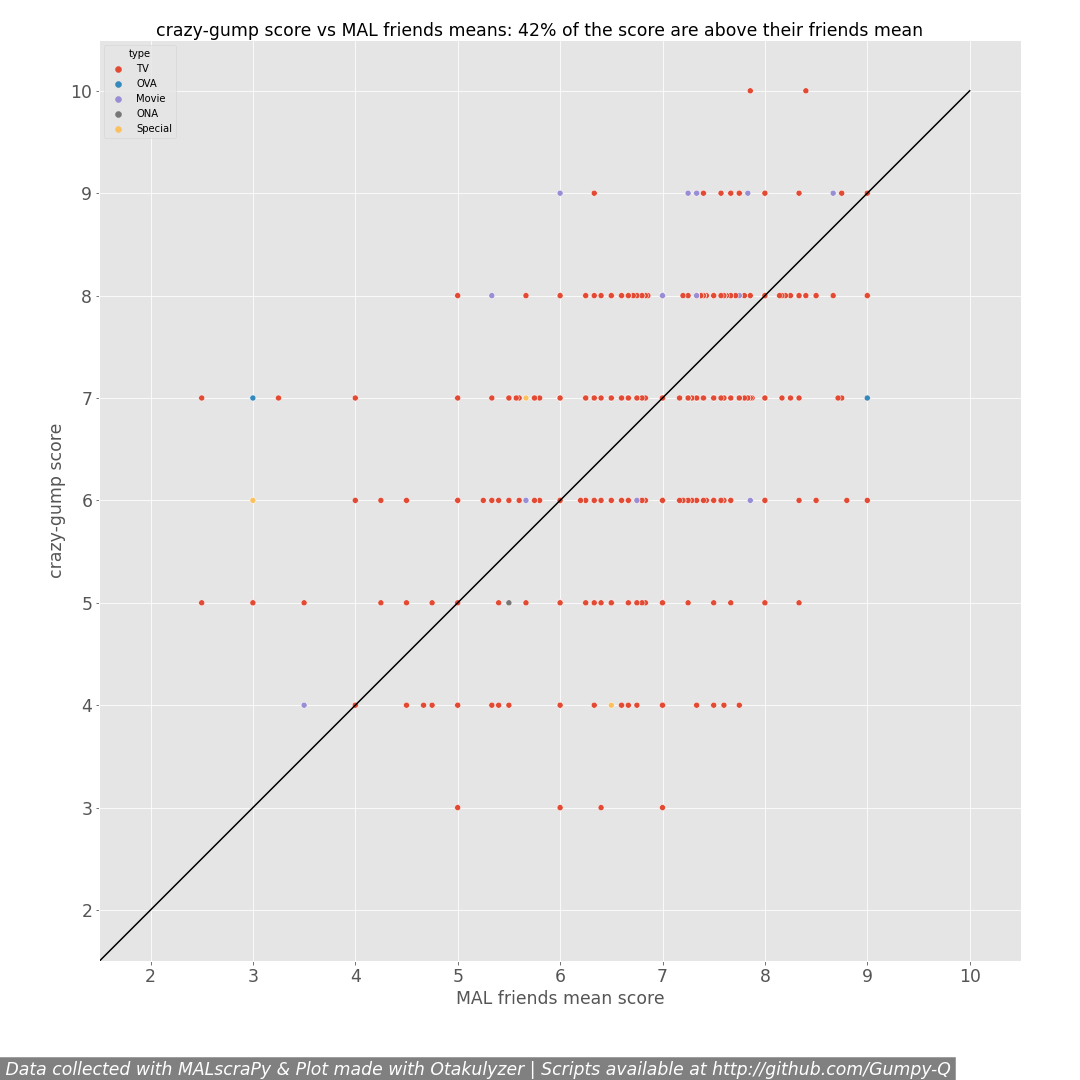 crazy-gump score vs MAL friends means: 42% of the score are above their friends mean
type
TV
OVA
Movie
ONA
Special
10
9
8
7
6
5
4
3
2
crazy-gump score
2 3 4 5 6 7 8 9 10
MAL friends mean score
Data collected with MALscraPy & Plot made with Otakulyzer | Scripts available at http://github.com/Gumpy-Q